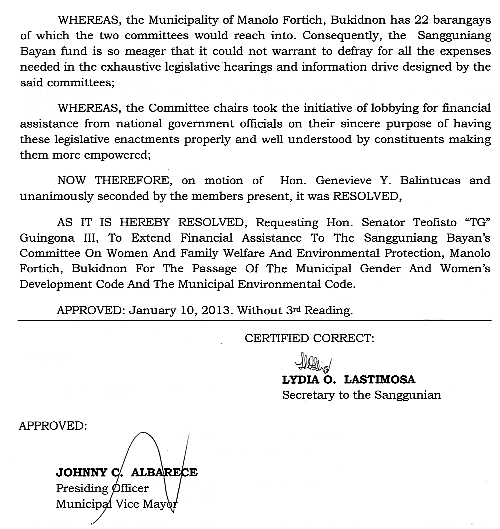 WHEREAS, the Municipality of Manolo Fortich, Bukidnon has 22 barangays
of which the two committees would reach into. Consequently, the Sangguniang
Bayan fund is so meager that it could not warrant to defray for all the expenses
needed in the exhaustive legislative hearings and information drive designed by the
said committees;
WHEREAS, the Committee chairs took the initiative of lobbying for financial
assistance from national government officials on their sincere purpose of having
these legislative enactments properly and well understood by constituents making
them more empowered;
NOW THEREFORE, on motion of Hon. Genevieve Y. Balintucas and
unanimously seconded by the members present, it was RESOLVED,
AS IT IS HEREBY RESOLVED, Requesting Hon. Senator Teofisto "TG"
Guingona III, To Extend Financial Assistance To The Sangguniang Bayan's
Committee On Women And Family Welfare And Environmental Protection, Manolo
Fortich, Bukidnon For The Passage Of The Municipal Gender And Women's
Development Code And The Municipal Environmental Code.
APPROVED: January 10, 2013. Without 3rd Reading.
CERTIFIED CORRECT:
LYDIA O. LASTIMOSA
Secretary to the Sanggunian
APPROVED:
JOHNNY C. ALBARECE
Presiding Officer
Municipal Vice Mayor